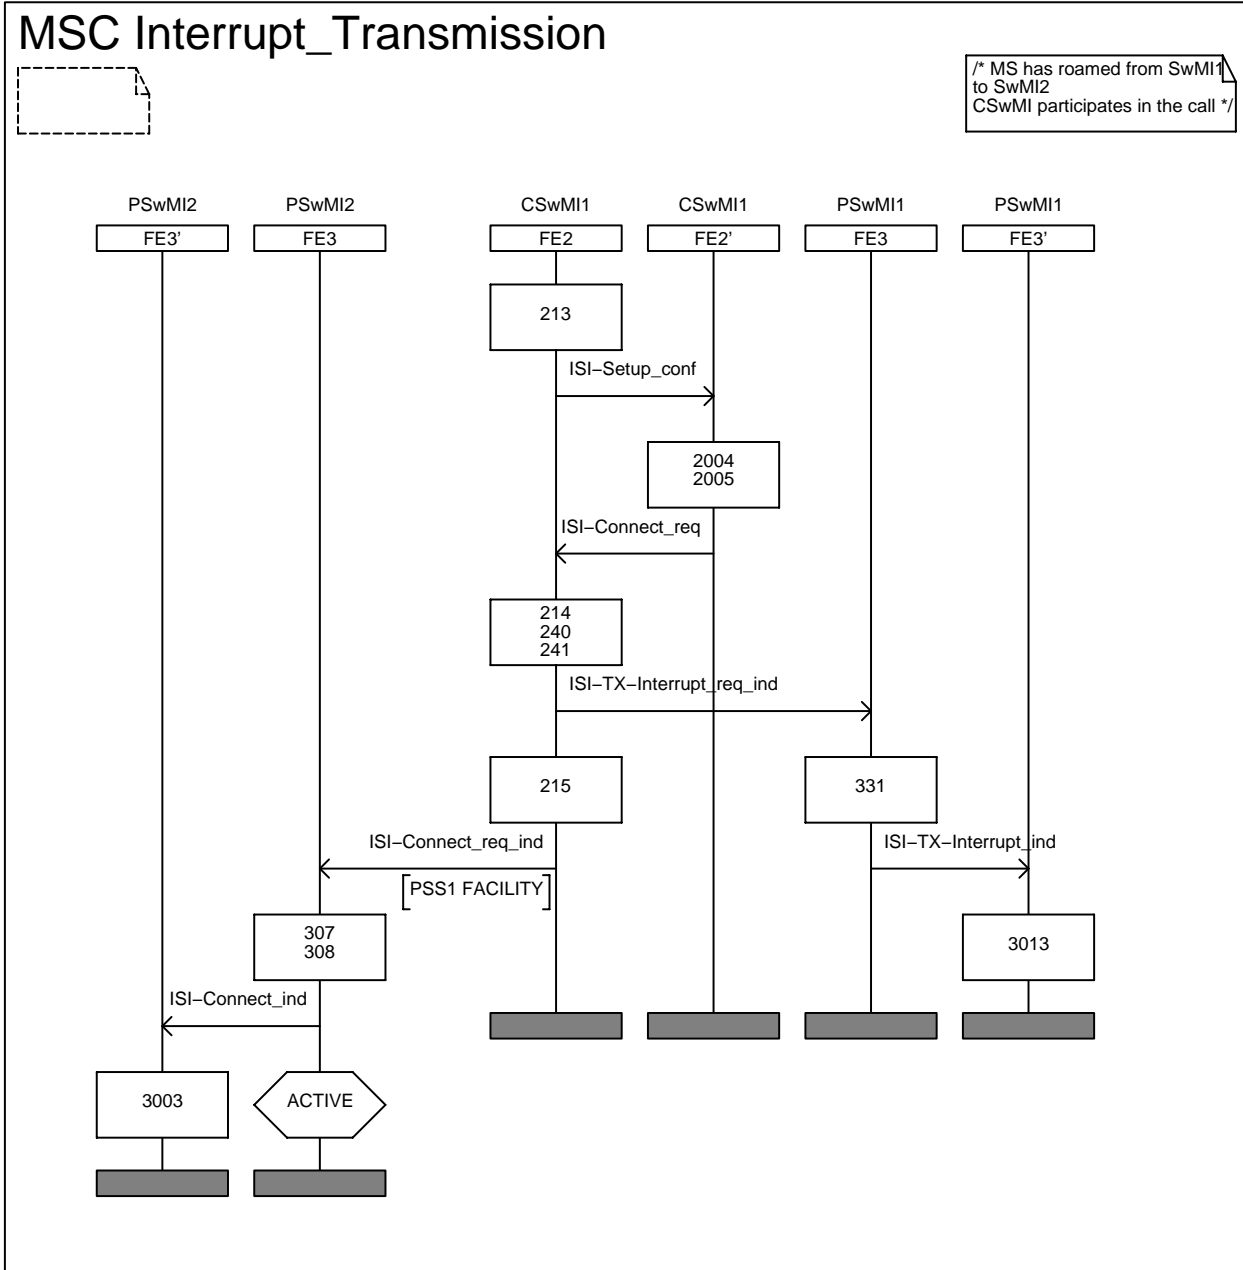 MSC Interrupt_Transmission
/* MS has roamed from SwMI1
to SwMI2
CSwMI participates in the call */
PSwMI2 PSwMI2 CSwMI1 CSwMI1 PSwMI1 PSwMI1
FE3' FE3 FE2 FE2' FE3 FE3'
213
ISI−Setup_conf
2004
2005
ISI−Connect_req
214
240
241
ISI−TX−Interrupt_req_ind
215 331
ISI−Connect_req_ind ISI−TX−Interrupt_ind
PSS1 FACILITY
307
308
3013
ISI−Connect_ind
3003 ACTIVE